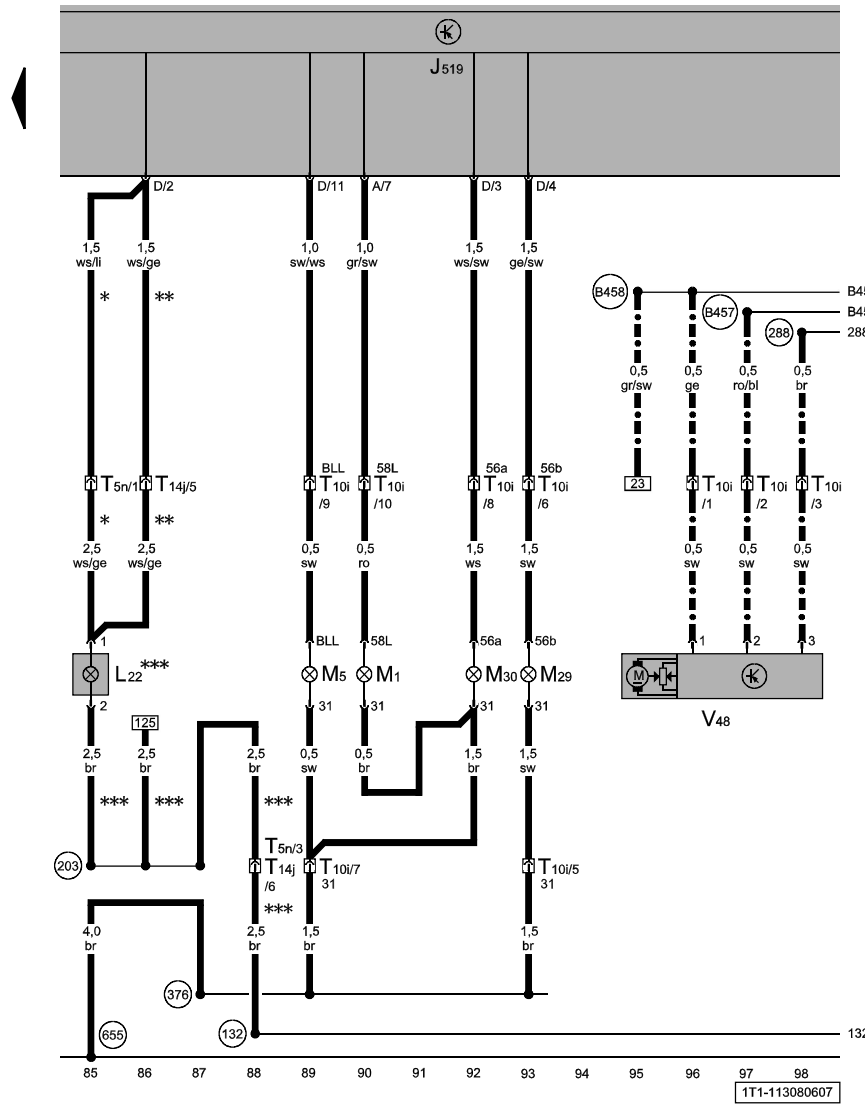 J519
D/2 D/11 A/7 D/3 D/4
1,5 1,5 1,0 1,0 1,5 1,5
ws/li ws/ge sw/ws gr/sw ws/sw ge/sw
* **
B458 B45
B457 B45
288 288
0,5 0,5 0,5 0,5
gr/sw ge ro/bl br
BLL 58L 56a 56b
T5n/1 T14j/5 T10i T10i T10i T10i 23 T10i T10i T10i
/9 /10 /8 /6 /1 /2 /3
* **
2,5 2,5 0,5 0,5 1,5 1,5 0,5 0,5 0,5
ws/ge ws/ge sw ro ws sw sw sw sw
1 BLL 58L 56a 56b 1 2 3
L22 *** M5 M1 M30 M29 M
2 31 31 31 31
V48
125
2,5 2,5 2,5 0,5 0,5 1,5 1,5
br br br sw br br sw
*** *** ***
T5n/3
203 T14j T10i/7 T10i/5
/6 31 31
***
4,0 2,5 1,5 1,5
br br br br
376
655 132 132
85 86 87 88 89 90 91 92 93 94 95 96 97 98
1T1-113080607